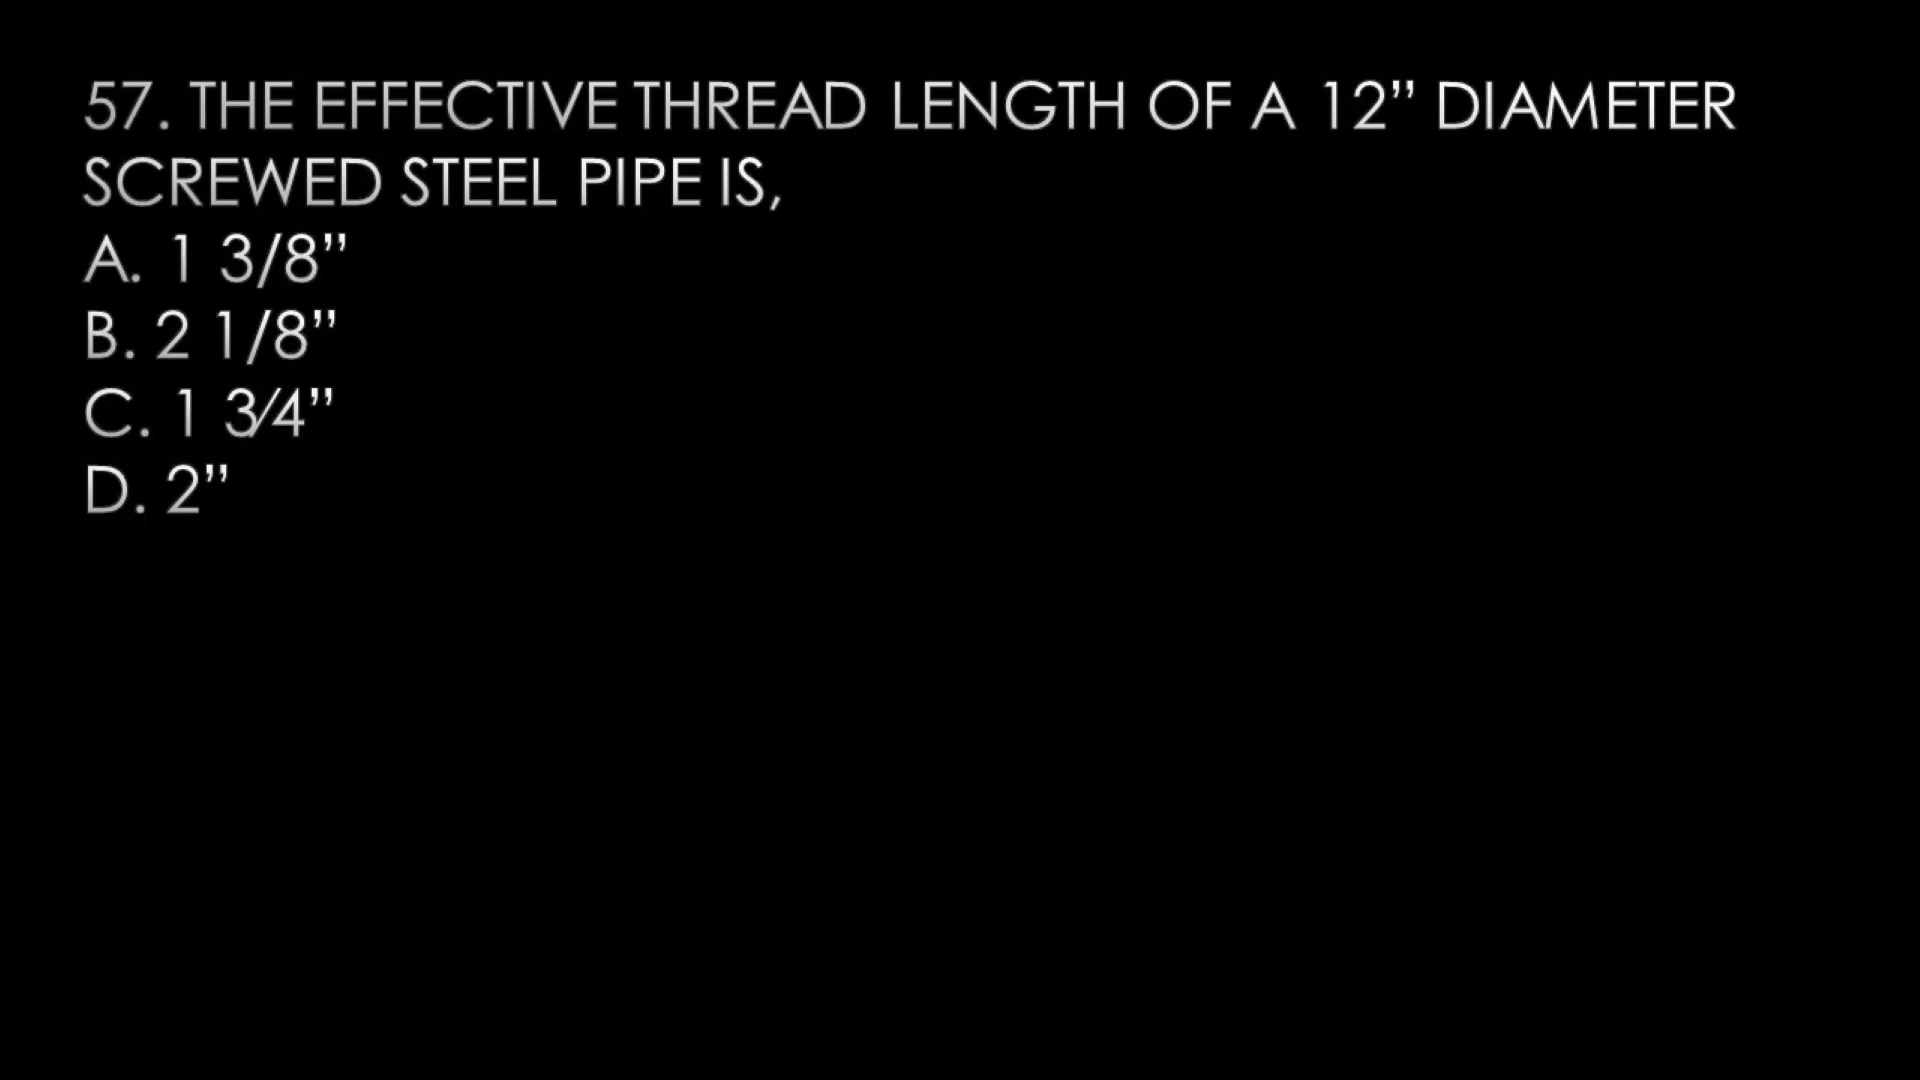 57. THE EFFECTIVE THREAD LENGTH OF A 12” DIAMETER
SCREWED STEEL PIPE IS,
A. 1 3/8”
B. 2 1/8”
C. 1 3⁄4”
D. 2”